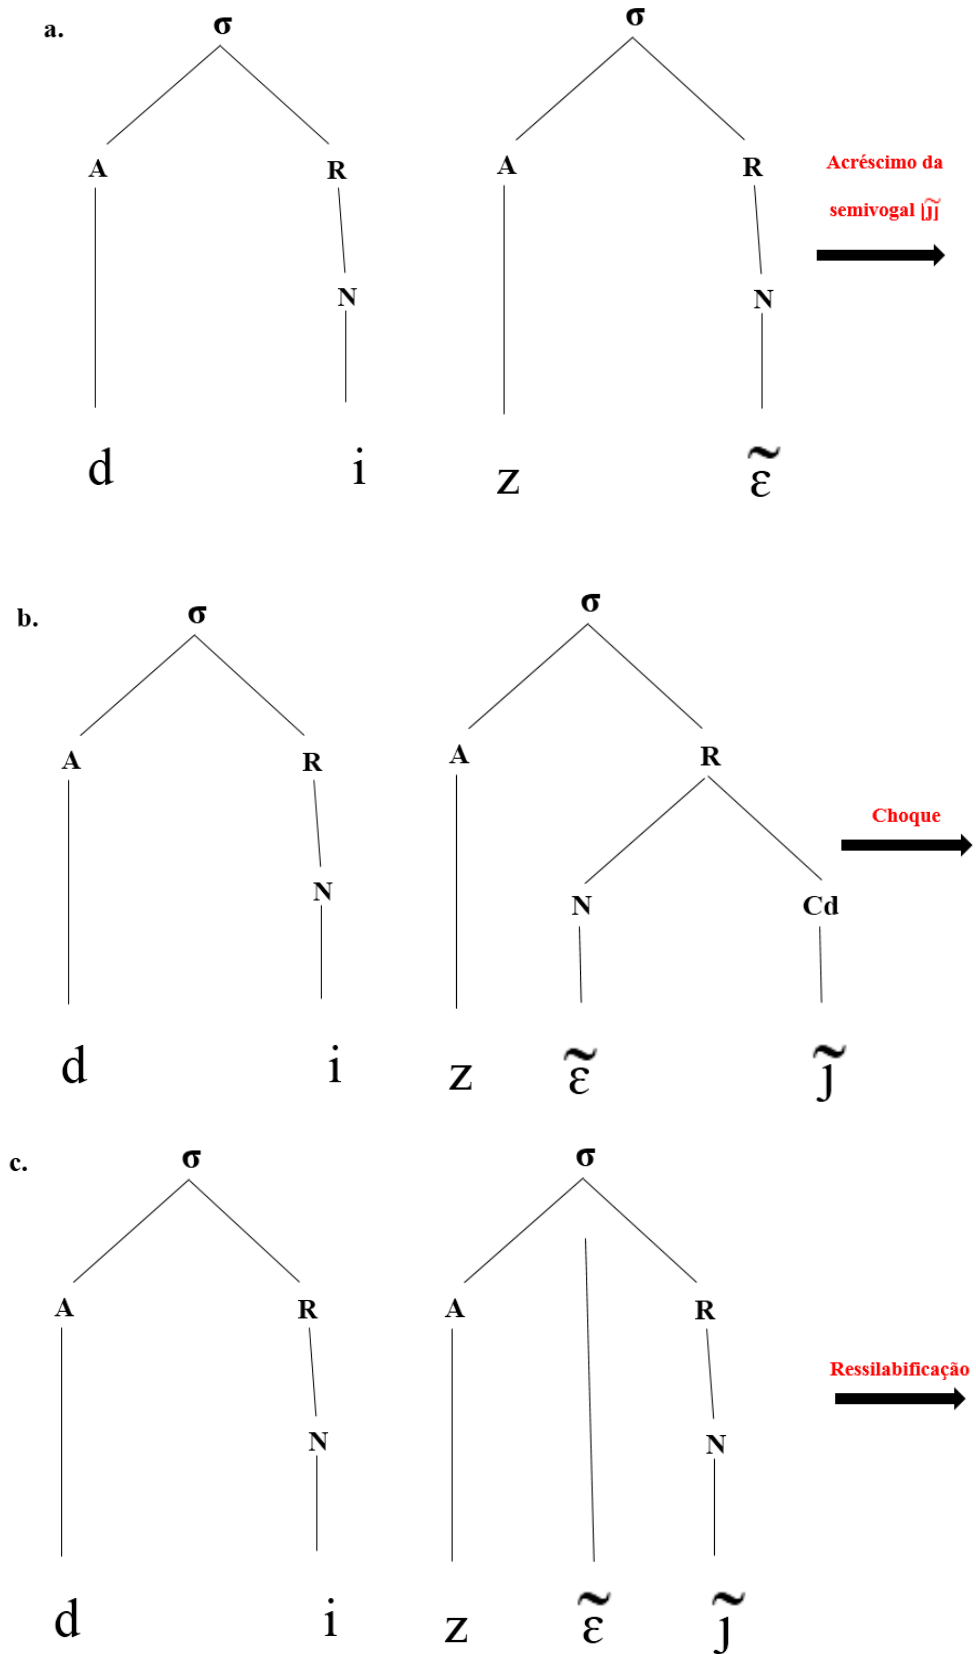 a.
σ σ
A R A R
N N
d i z ɛ̃
Acréscimo da
semivogal [ȷ̃]
b.
σ σ
A R A R
N N Cd
d i z ɛ̃ ȷ̃
Choque
c.
σ σ
A R A R
N N
d i z ɛ̃ ȷ̃
Ressilabificação